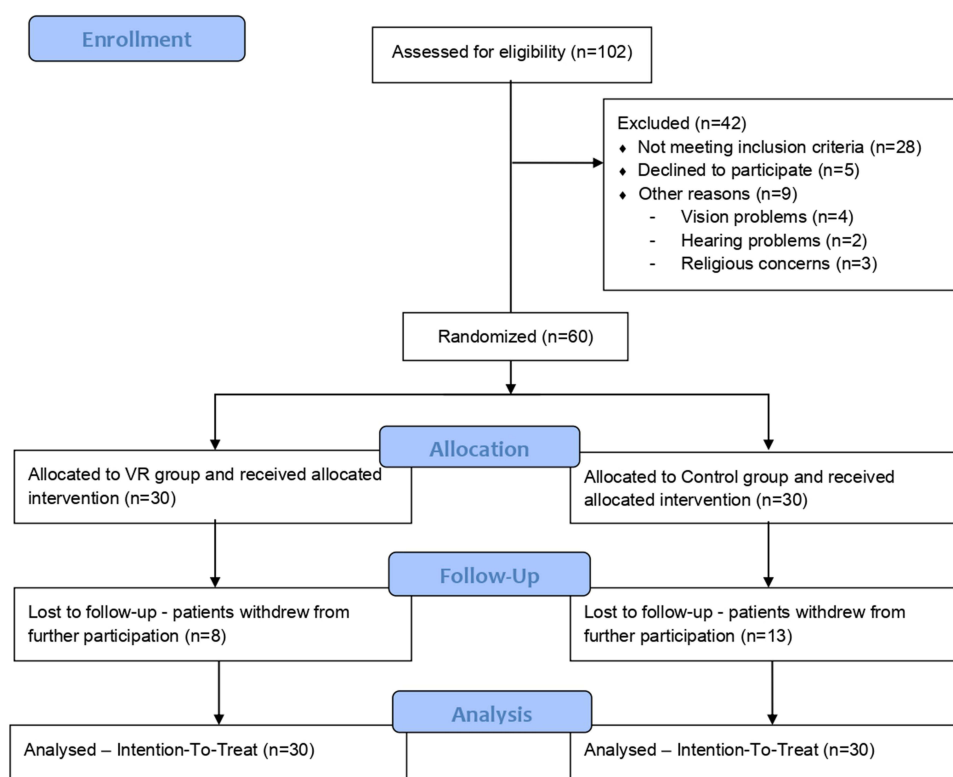 Enrollment
Assessed for eligibility (n=102)
Excluded (n=42)
♦ Not meeting inclusion criteria (n=28)
♦ Declined to participate (n=5)
♦ Other reasons (n=9)
- Vision problems (n=4)
- Hearing problems (n=2)
- Religious concerns (n=3)
Randomized (n=60)
Allocation
Allocated to VR group and received allocated
intervention (n=30)
Allocated to Control group and received
allocated intervention (n=30)
Follow-Up
Lost to follow-up - patients withdrew from
further participation (n=8)
Lost to follow-up - patients withdrew from
further participation (n=13)
Analysis
Analysed – Intention-To-Treat (n=30)
Analysed – Intention-To-Treat (n=30)